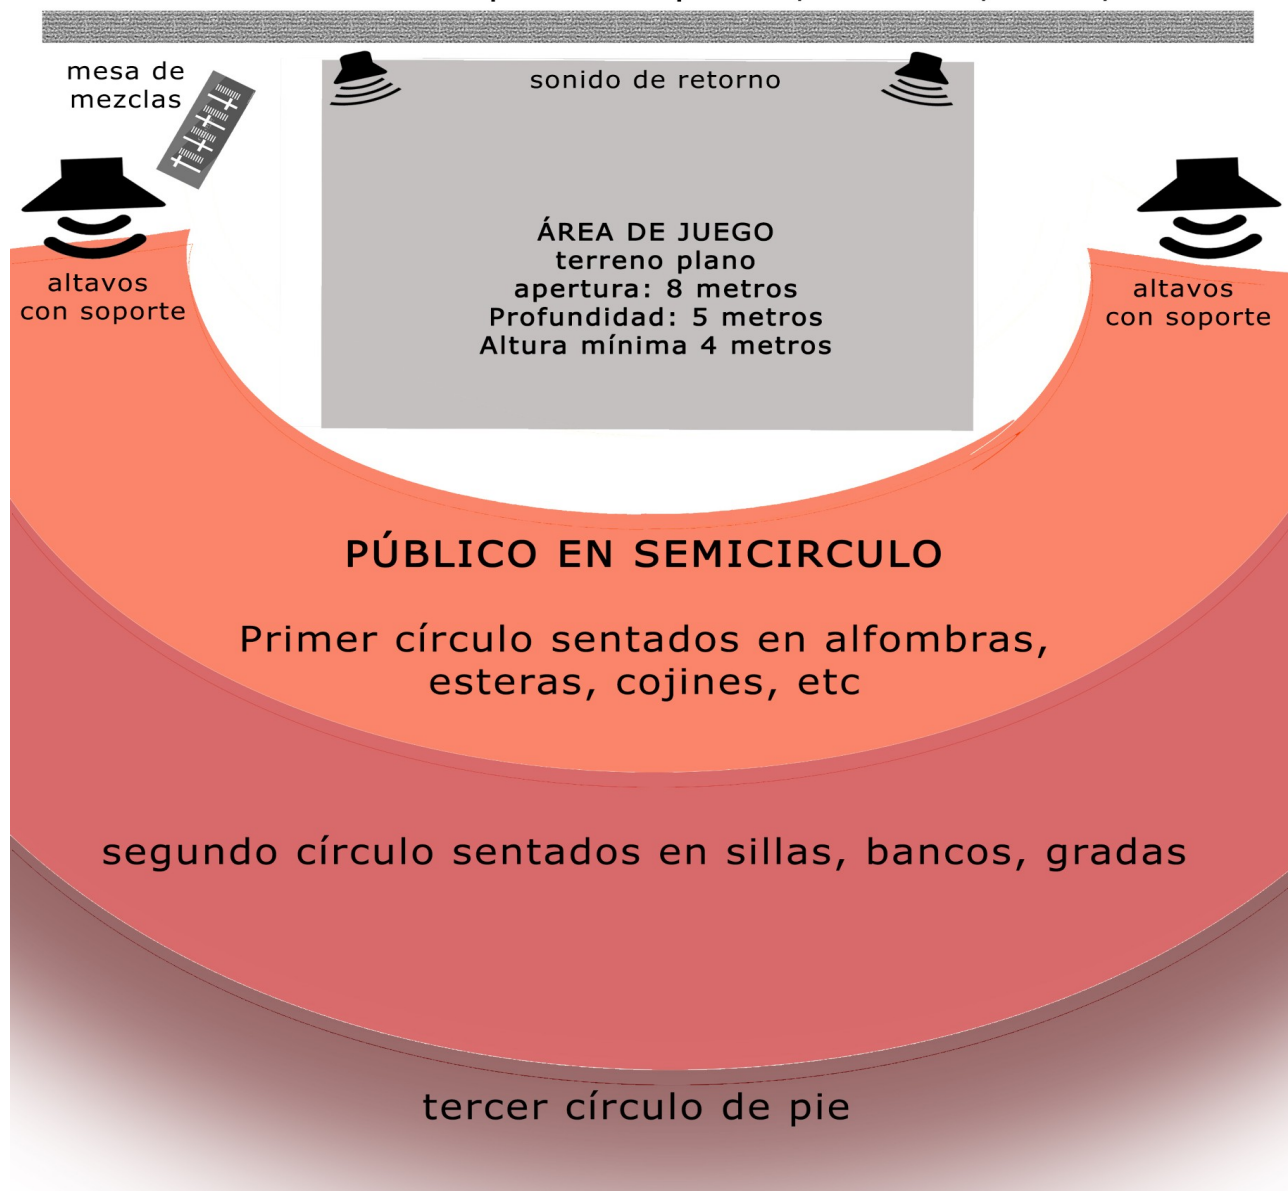 mesa de
mezclas
sonido de retorno
ÁREA DE JUEGO
terreno plano
apertura: 8 metros
Profundidad: 5 metros
Altura mínima 4 metros
altavos
con soporte
altavos
con soporte
PÚBLICO EN SEMICIRCULO
Primer círculo sentados en alfombras,
esteras, cojines, etc
segundo círculo sentados en sillas, bancos, gradas
tercer círculo de pie